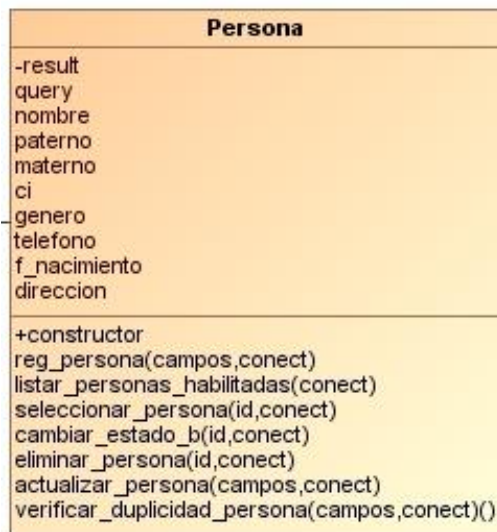 Persona
-result
query
nombre
paterno
materno
ci
genero
telefono
f_nacimiento
direccion
+constructor
reg_persona(campos,conect)
listar_personas_habilitadas(conect)
seleccionar_persona(id,conect)
cambiar_estado_b(id,conect)
eliminar_persona(id,conect)
actualizar_persona(campos,conect)
verificar_duplicidad_persona(campos,conect)()